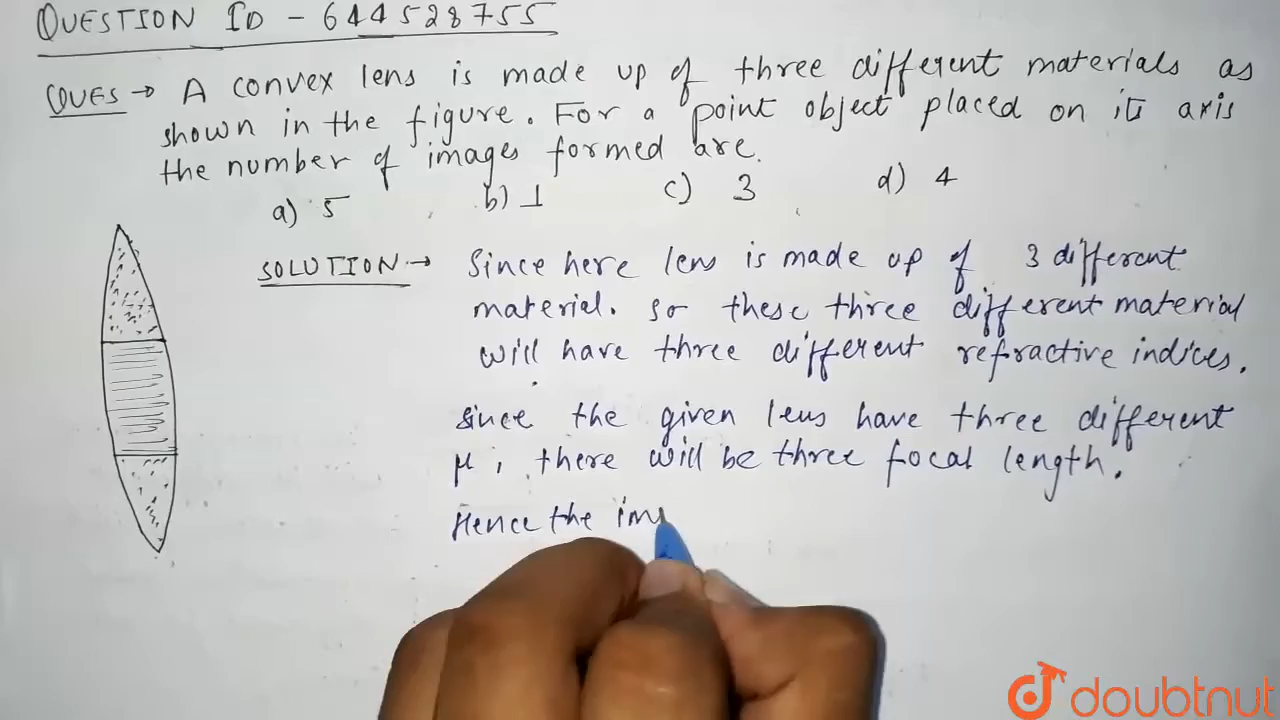 QUESTION ID - 644528755
QUES → A convex lens is made up of three different materials as
shown in the figure. For a point object placed on its axis
the number of images formed are.
a) 5 b) 1 c) 3 d) 4
SOLUTION → Since here lens is made up of 3 different
material. so these three different material
will have three different refractive indices.
since the given lens have three different
μ, there will be three focal length.
Hence the im
doubtnut